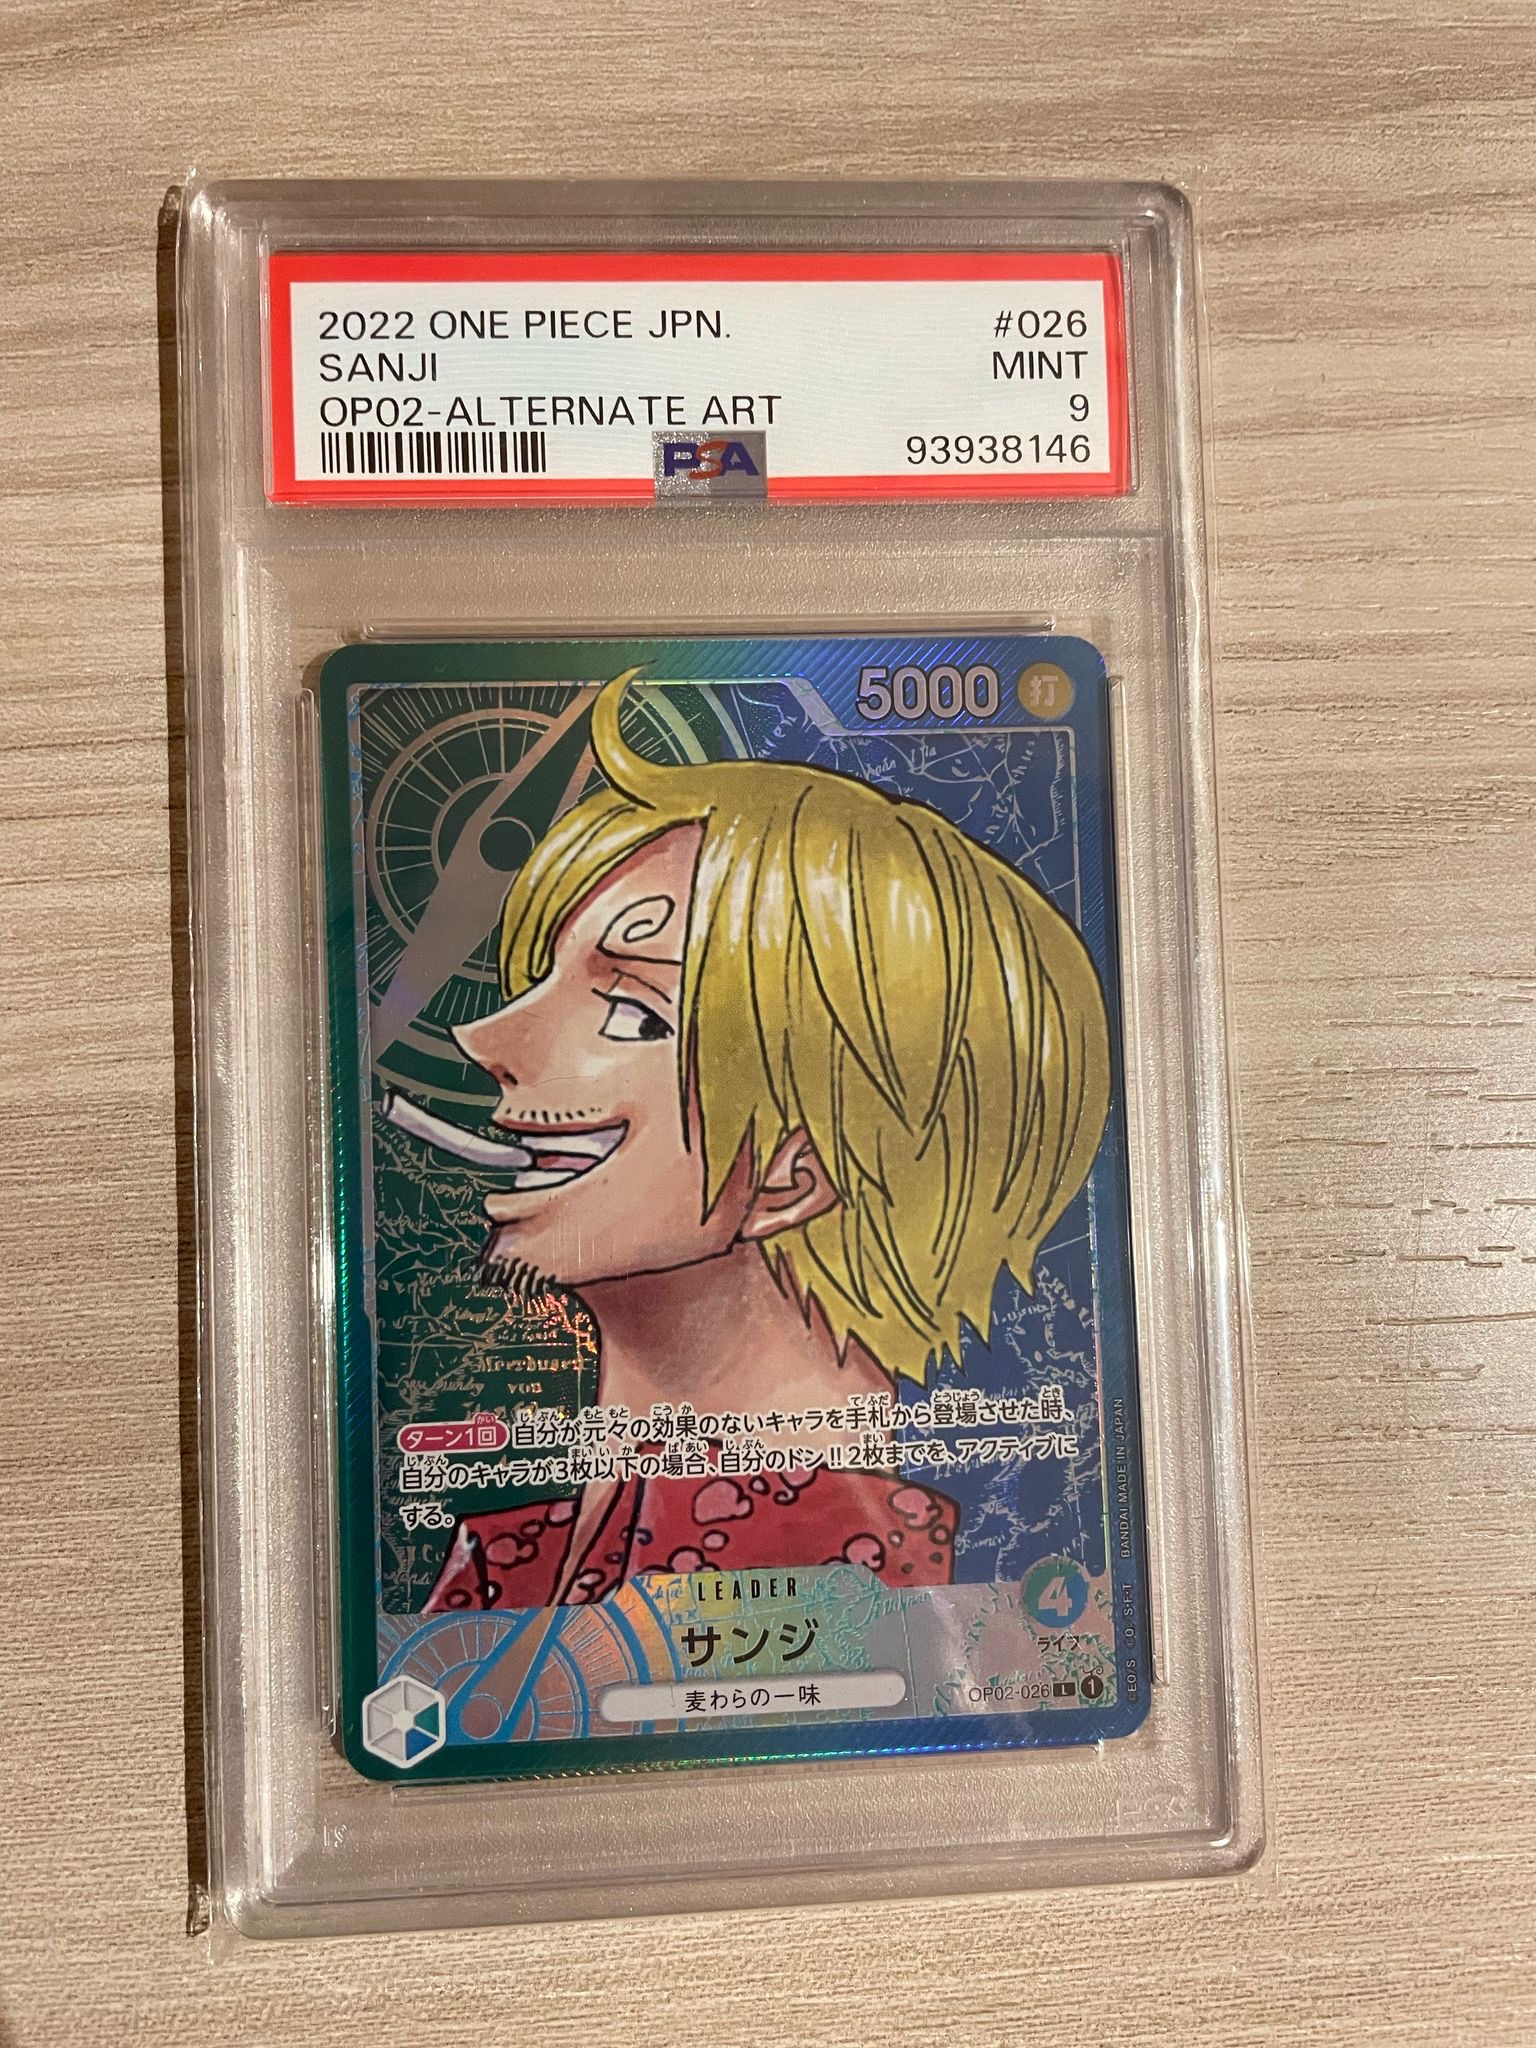 2022 ONE PIECE JPN. #026
SANJI MINT
OP02-ALTERNATE ART 9
PSA 93938146
5000 打
ターン1回 自分が元々の効果のないキャラを手札から登場させた時、
自分のキャラが3枚以下の場合、自分のドン!!2枚までを、アクティブに
する。
LEADER
サンジ
麦わらの一味
4
ライフ
OP02-026 L 1
©EO/S ©O/S・F・T BANDAI MADE IN JAPAN
Meerbusen
von